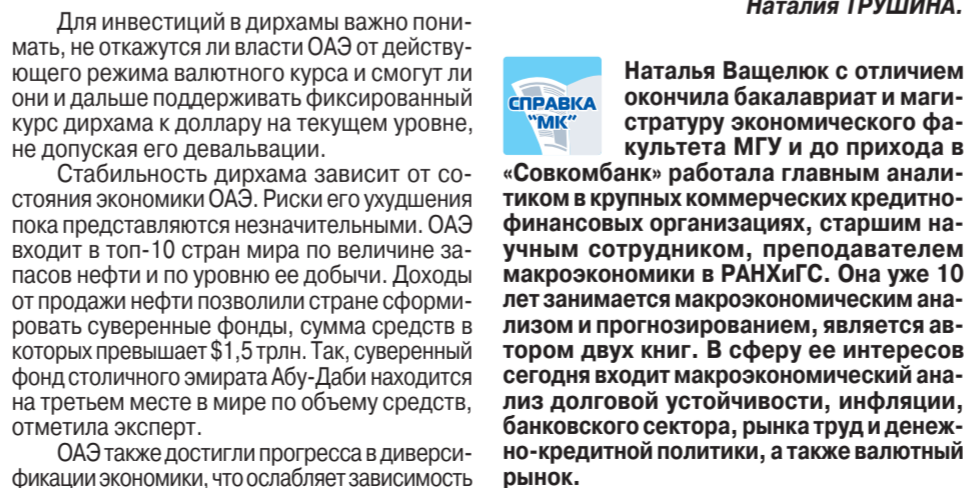 Для инвестиций в дирхамы важно пони-
мать, не откажутся ли власти ОАЭ от действу-
ющего режима валютного курса и смогут ли
они и дальше поддерживать фиксированный
курс дирхама к доллару на текущем уровне,
не допуская его девальвации.
Стабильность дирхама зависит от со-
стояния экономики ОАЭ. Риски его ухудшения
пока представляются незначительными. ОАЭ
входит в топ-10 стран мира по величине за-
пасов нефти и по уровню ее добычи. Доходы
от продажи нефти позволили стране сформи-
ровать суверенные фонды, сумма средств в
которых превышает $1,5 трлн. Так, суверенный
фонд столичного эмирата Абу-Даби находится
на третьем месте в мире по объему средств,
отметила эксперт.
ОАЭ также достигли прогресса в диверси-
фикации экономики, что ослабляет зависимость
Наталия ТРУШИНА.
СПРАВКА
"МК"
Наталья Ващелюк с отличием
окончила бакалавриат и маги-
стратуру экономического фа-
культета МГУ и до прихода в
«Совкомбанк» работала главным анали-
тиком в крупных коммерческих кредитно-
финансовых организациях, старшим на-
учным сотрудником, преподавателем
макроэкономики в РАНХиГС. Она уже 10
лет занимается макроэкономическим ана-
лизом и прогнозированием, является ав-
тором двух книг. В сферу ее интересов
сегодня входит макроэкономический ана-
лиз долговой устойчивости, инфляции,
банковского сектора, рынка труд и денеж-
но-кредитной политики, а также валютный
рынок.